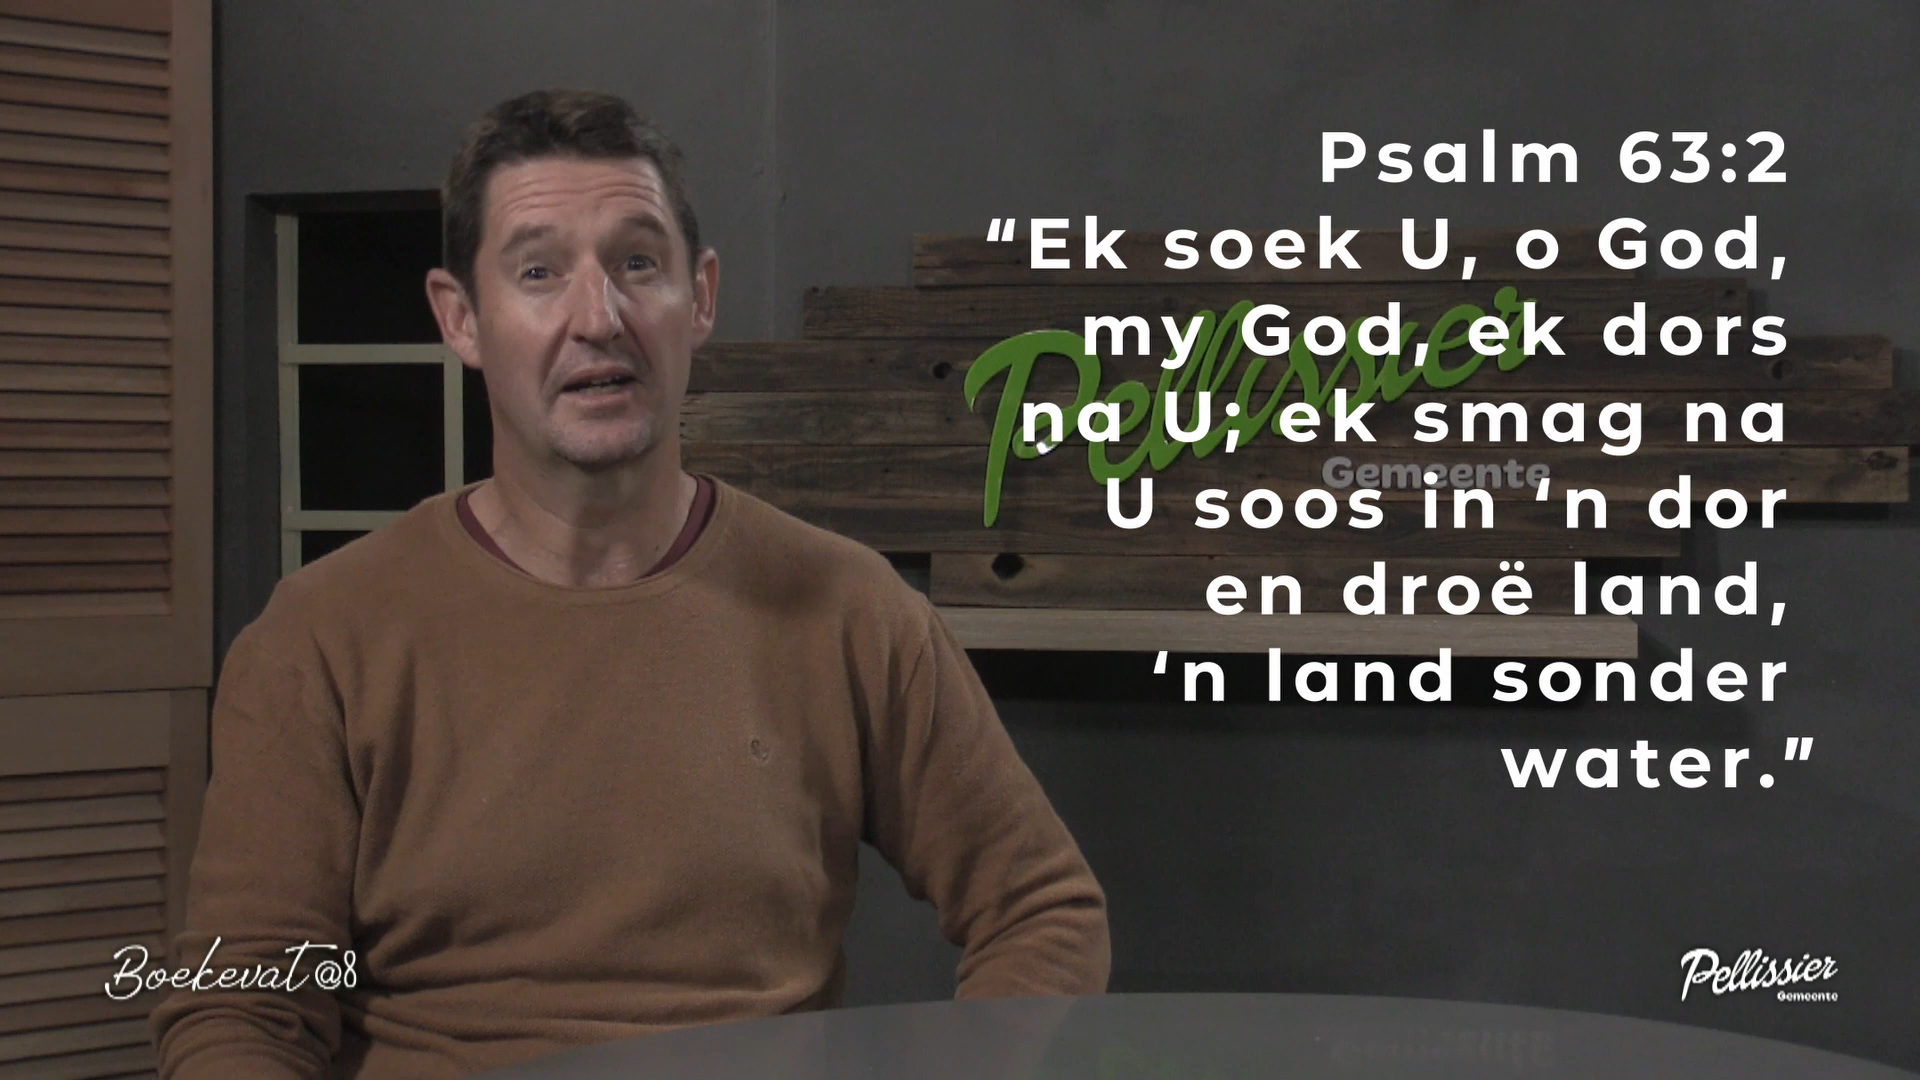 Psalm 63:2
“Ek soek U, o God,
my God, ek dors
na U; ek smag na
U soos in ‘n dor
en droë land,
‘n land sonder
water.”
Pellissier
Gemeente
Boekevat@8
Pellissier
Gemeente